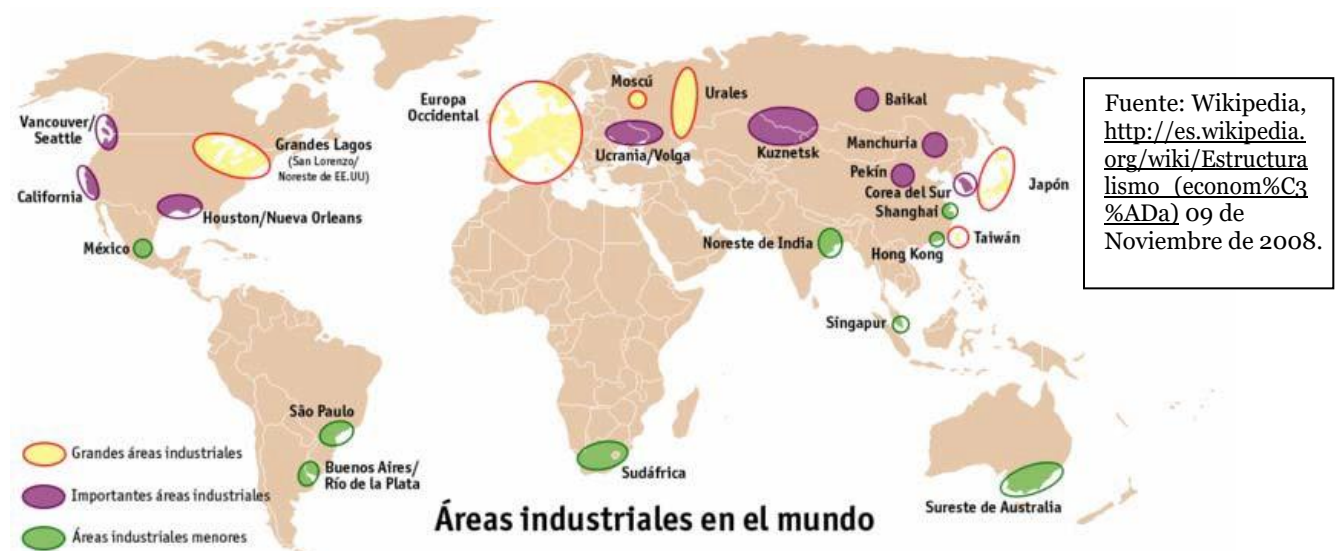 Vancouver/
Seattle
California
Grandes Lagos
(San Lorenzo/
Noreste de EE.UU)
Houston/Nueva Orleans
México
São Paulo
Buenos Aires/
Río de la Plata
Europa
Occidental
Moscú
Urales
Ucrania/Volga
Kuznetsk
Baikal
Manchuría
Pekín
Corea del Sur
Japón
Shanghai
Noreste de India
Hong Kong
Taiwán
Singapur
Sudáfrica
Sureste de Australia
Grandes áreas industriales
Importantes áreas industriales
Áreas industriales menores
Áreas industriales en el mundo
Fuente: Wikipedia,
http://es.wikipedia.
org/wiki/Estructura
lismo_(econom%C3
%ADa) 09 de
Noviembre de 2008.